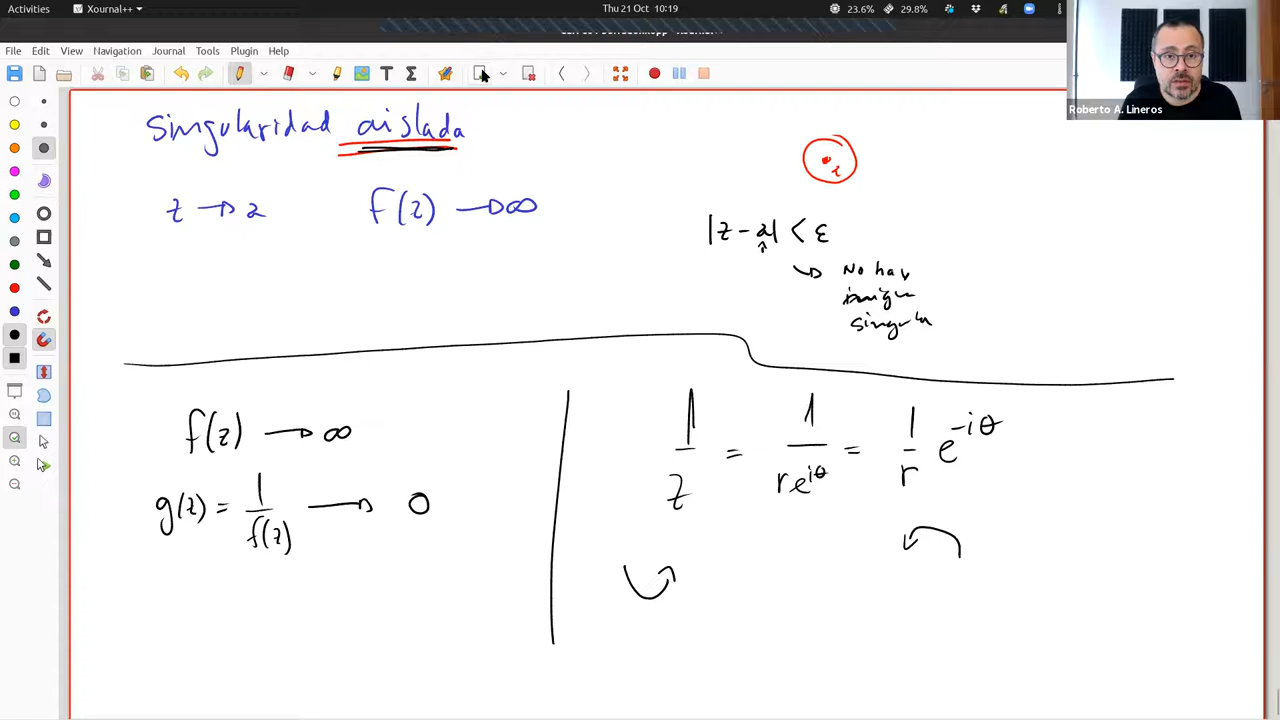 Activities Xournal++ Thu 21 Oct 10:19 23.6% 29.8%
File Edit View Navigation Journal Tools Plugin Help
Roberto A. Lineros
Singularidad aislada
z → a f(z) → ∞
|z - a| < ε
No hay
singula
f(z) → ∞
g(z) = 1/f(z) → 0
1/z = 1/re^{iθ} = 1/r e^{-iθ}